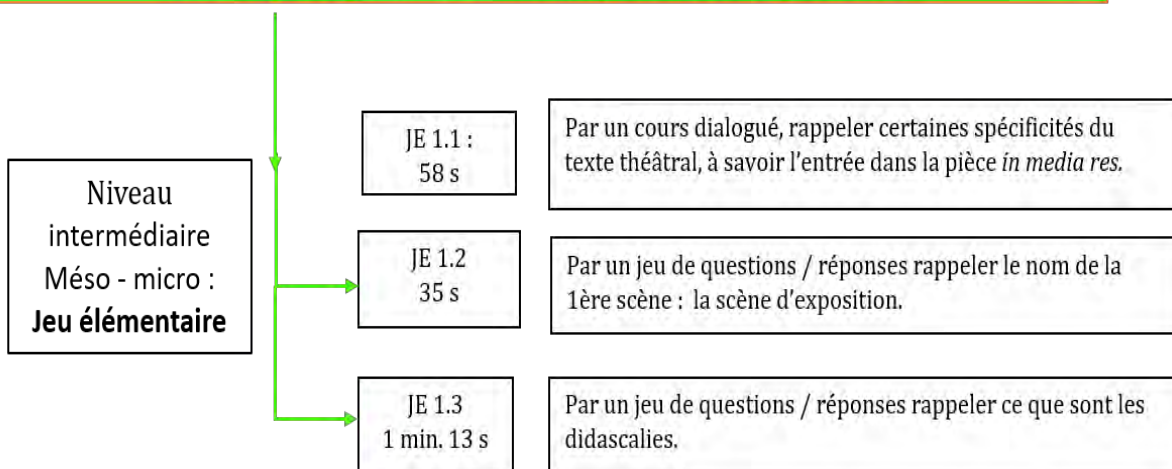 Niveau
intermédiaire
Méso - micro :
Jeu élémentaire
JE 1.1 :
58 s
Par un cours dialogué, rappeler certaines spécificités du
texte théâtral, à savoir l’entrée dans la pièce in media res.
JE 1.2
35 s
Par un jeu de questions / réponses rappeler le nom de la
1ère scène : la scène d’exposition.
JE 1.3
1 min. 13 s
Par un jeu de questions / réponses rappeler ce que sont les
didascalies.